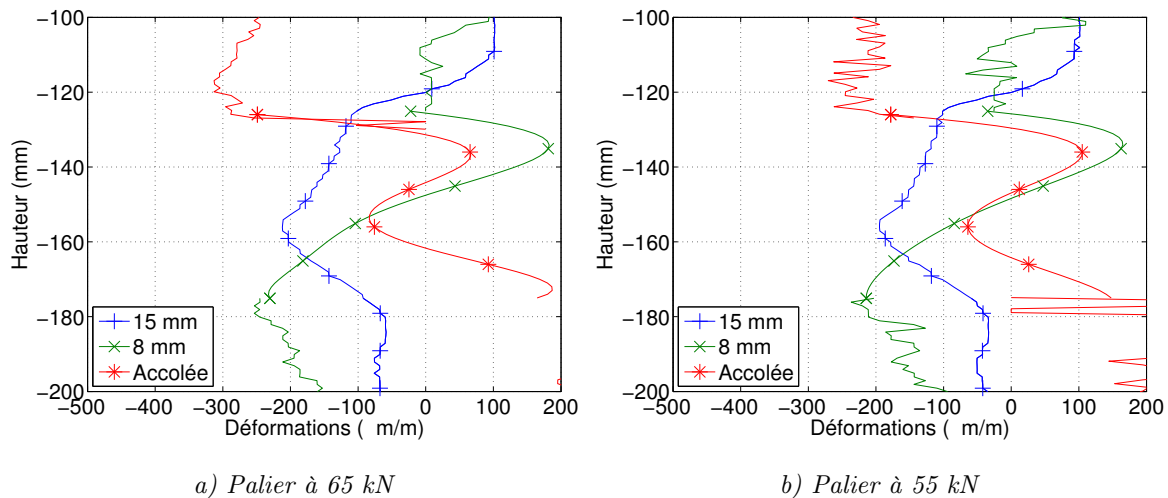 −100
−120
−140
−160
−180
−200
Hauteur (mm)
15 mm
8 mm
Accolée
−500 −400 −300 −200 −100 0 100 200
Déformations ( m/m)
a) Palier à 65 kN
−100
−120
−140
−160
−180
−200
Hauteur (mm)
15 mm
8 mm
Accolée
−500 −400 −300 −200 −100 0 100 200
Déformations ( m/m)
b) Palier à 55 kN